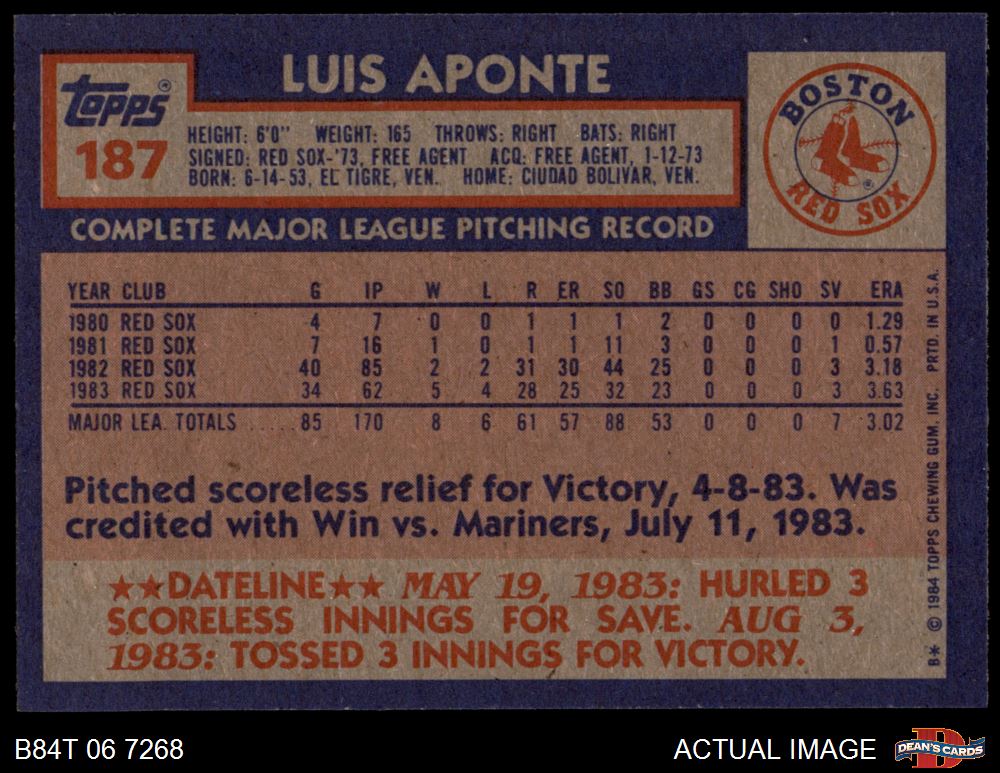 LUIS APONTE
Topps®
187
HEIGHT: 6'0" WEIGHT: 165 THROWS: RIGHT BATS: RIGHT
SIGNED: RED SOX-'73, FREE AGENT ACQ: FREE AGENT, 1-12-73
BORN: 6-14-53, EL TIGRE, VEN. HOME: CIUDAD BOLIVAR, VEN.
BOSTON
RED SOX
®
COMPLETE MAJOR LEAGUE PITCHING RECORD
YEAR CLUB G IP W L R ER SO BB GS CG SHO SV ERA
1980 RED SOX 4 7 0 0 1 1 1 2 0 0 0 0 1.29
1981 RED SOX 7 16 1 0 1 1 11 3 0 0 0 1 0.57
1982 RED SOX 40 85 2 2 31 30 44 25 0 0 0 3 3.18
1983 RED SOX 34 62 5 4 28 25 32 23 0 0 0 3 3.63
MAJOR LEA. TOTALS ..... 85 170 8 6 61 57 88 53 0 0 0 7 3.02
Pitched scoreless relief for Victory, 4-8-83. Was
credited with Win vs. Mariners, July 11, 1983.
★★DATELINE★★ MAY 19, 1983: HURLED 3
SCORELESS INNINGS FOR SAVE. AUG 3,
1983: TOSSED 3 INNINGS FOR VICTORY.
B* © 1984 TOPPS CHEWING GUM, INC. PRTD. IN U.S.A.
B84T 06 7268
ACTUAL IMAGE
D
DEAN'S CARDS